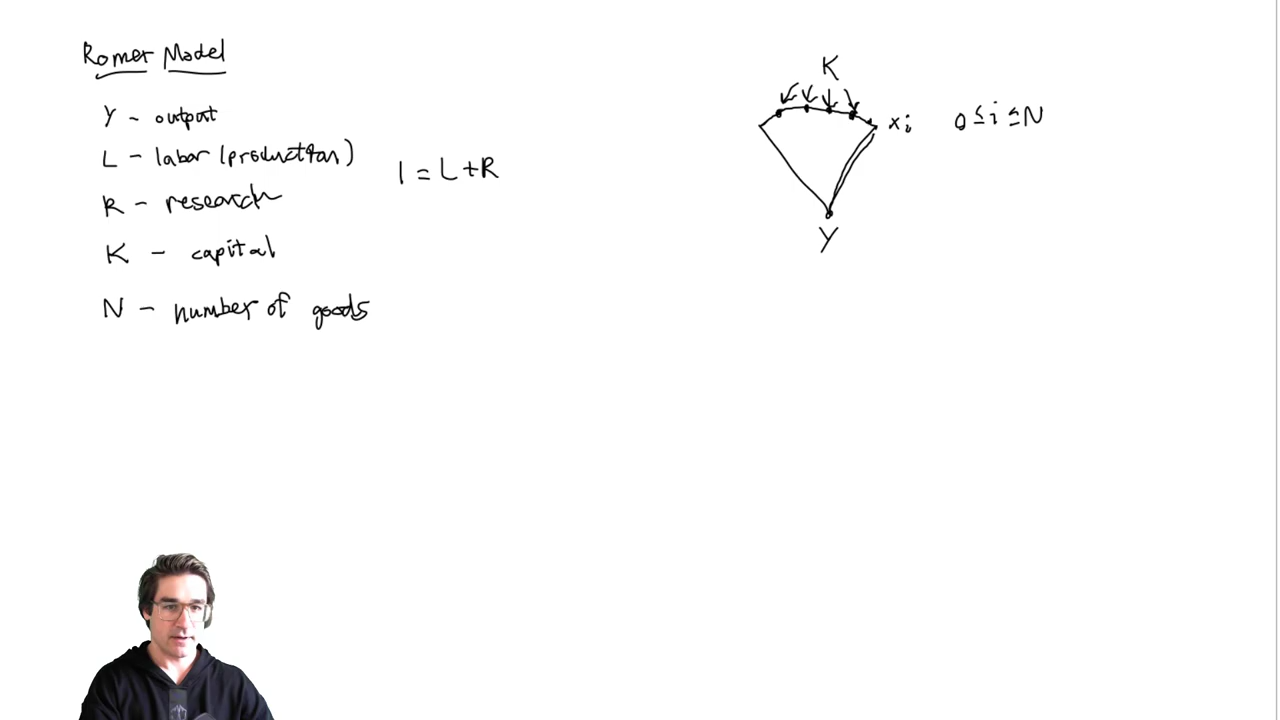 Romer Model
Y - output
L - labor (production)
1 = L + R
R - research
K - capital
N - number of goods
K
xᵢ 0 ≤ i ≤ N
Y